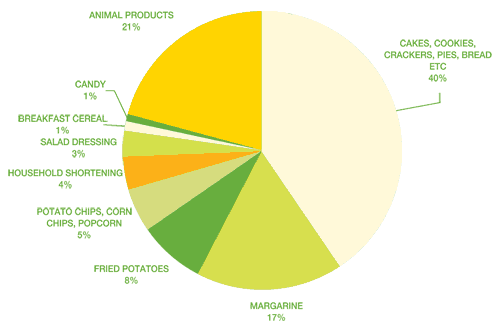 ANIMAL PRODUCTS
21%
CAKES, COOKIES,
CRACKERS, PIES, BREAD
ETC
40%
CANDY
1%
BREAKFAST CEREAL
1%
SALAD DRESSING
3%
HOUSEHOLD SHORTENING
4%
POTATO CHIPS, CORN
CHIPS, POPCORN
5%
FRIED POTATOES
8%
MARGARINE
17%